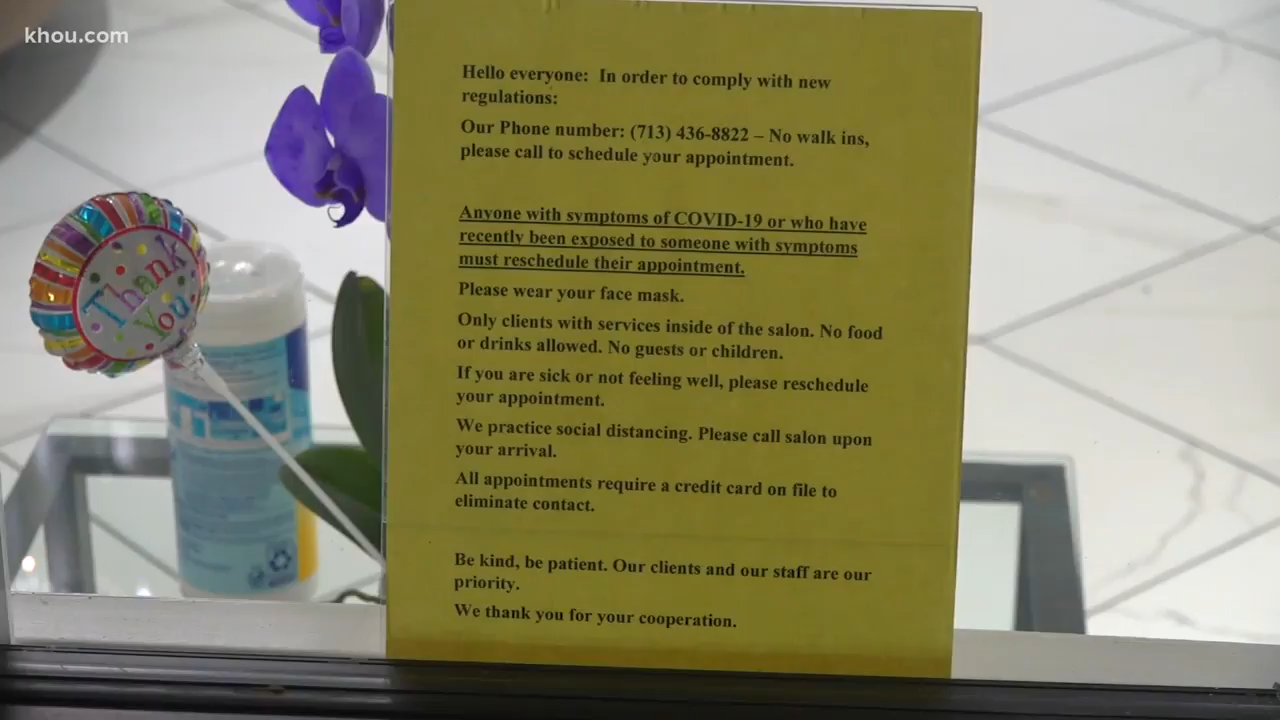 khou.com
Hello everyone: In order to comply with new
regulations:
Our Phone number: (713) 436-8822 – No walk ins,
please call to schedule your appointment.
Anyone with symptoms of COVID-19 or who have
recently been exposed to someone with symptoms
must reschedule their appointment.
Please wear your face mask.
Only clients with services inside of the salon. No food
or drinks allowed. No guests or children.
If you are sick or not feeling well, please reschedule
your appointment.
We practice social distancing. Please call salon upon
your arrival.
All appointments require a credit card on file to
eliminate contact.
Be kind, be patient. Our clients and our staff are our
priority.
We thank you for your cooperation.
Thank
You